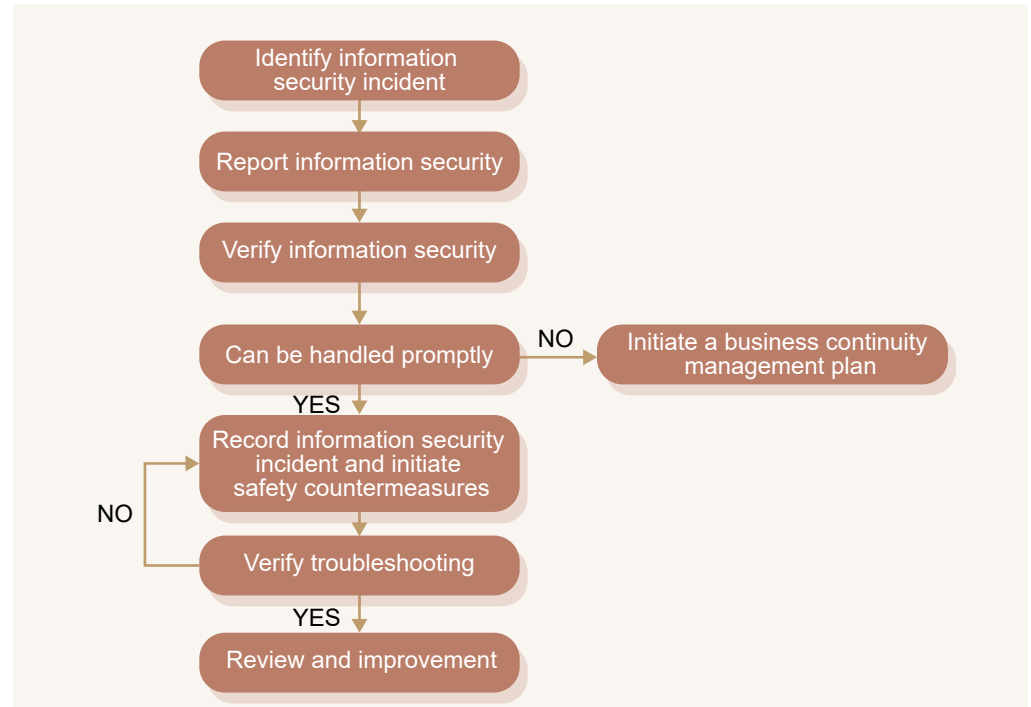 Identify information
security incident
Report information security
Verify information security
Can be handled promptly
NO
Initiate a business continuity
management plan
YES
Record information security
incident and initiate
safety countermeasures
NO
Verify troubleshooting
YES
Review and improvement